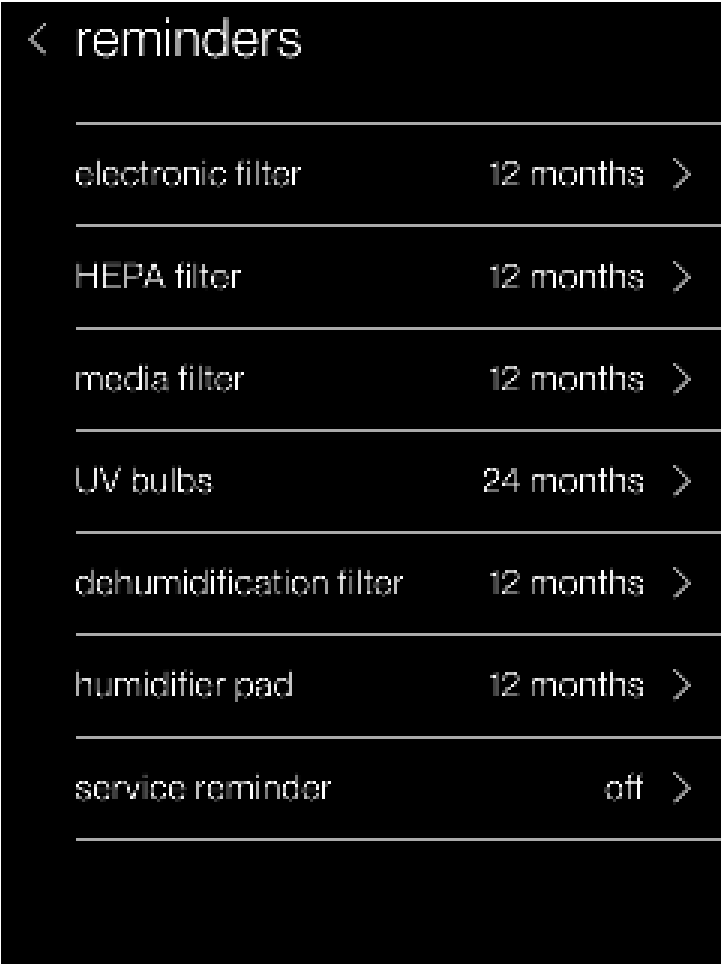 reminders
electronic filter 12 months
HEPA filter 12 months
media filter 12 months
UV bulbs 24 months
dehumidification filter 12 months
humidifier pad 12 months
service reminder off